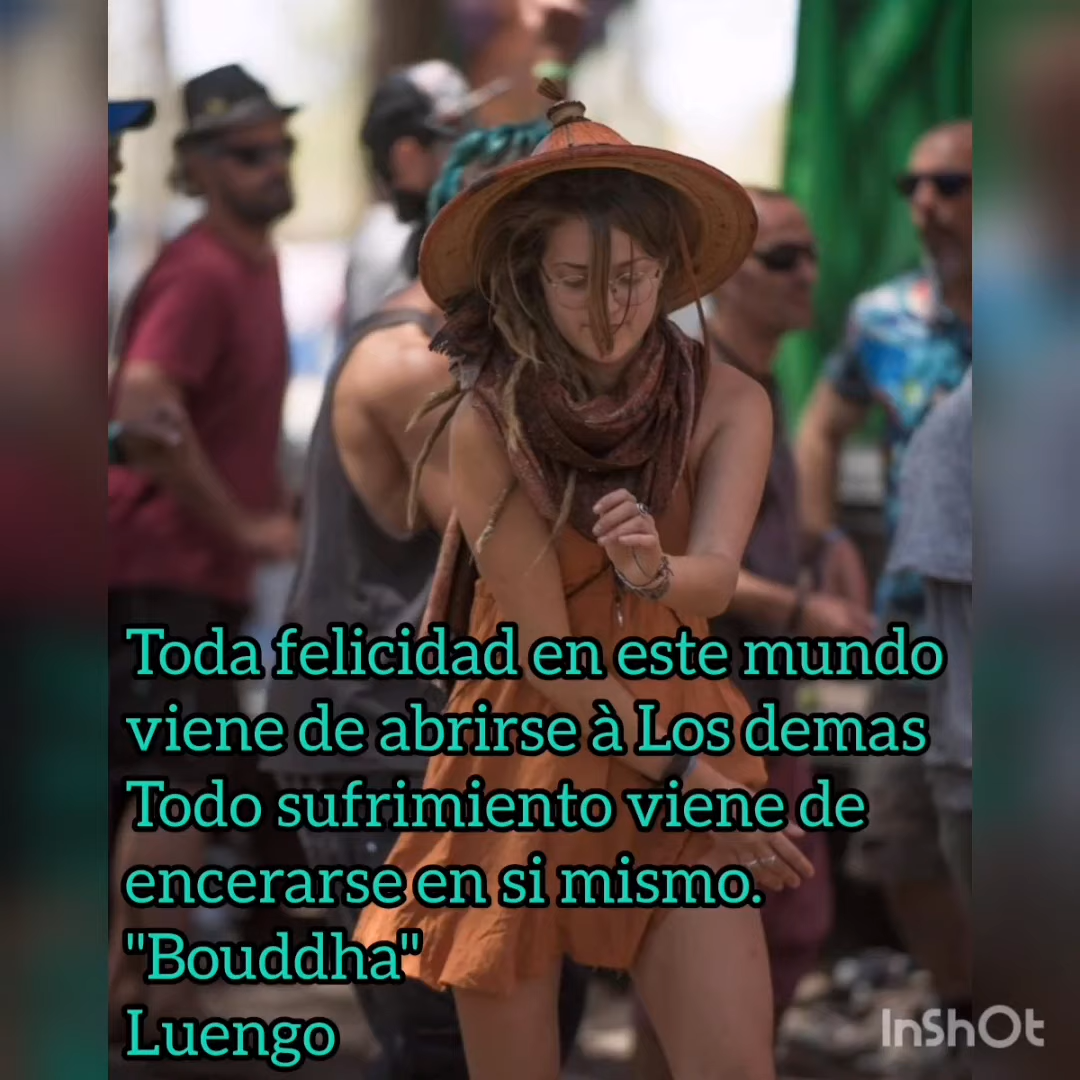 Toda felicidad en este mundo
viene de abrirse à Los demas
Todo sufrimiento viene de
encerarse en si mismo.
"Bouddha"
Luengo
InShOt